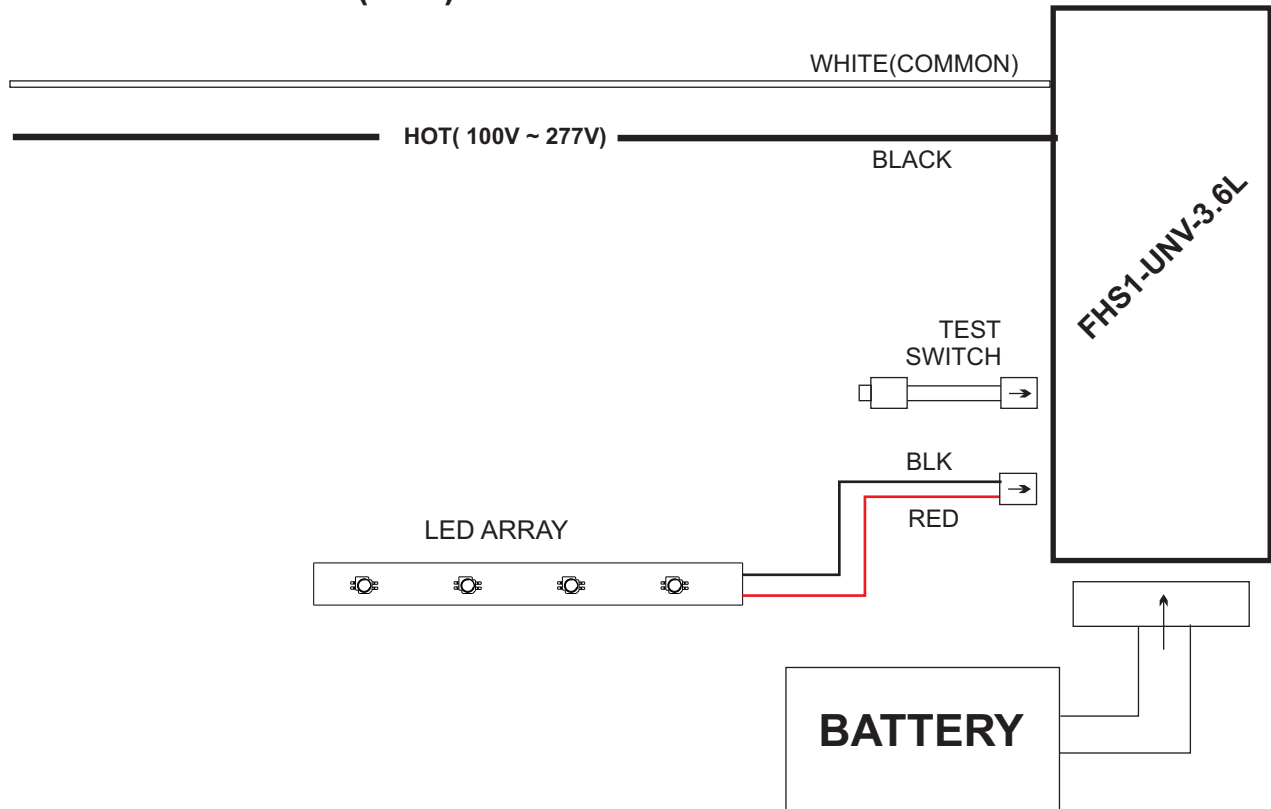 WHITE(COMMON)
HOT( 100V ~ 277V)
BLACK
FHS1-UNV-3.6L
TEST
SWITCH
BLK
RED
LED ARRAY
BATTERY